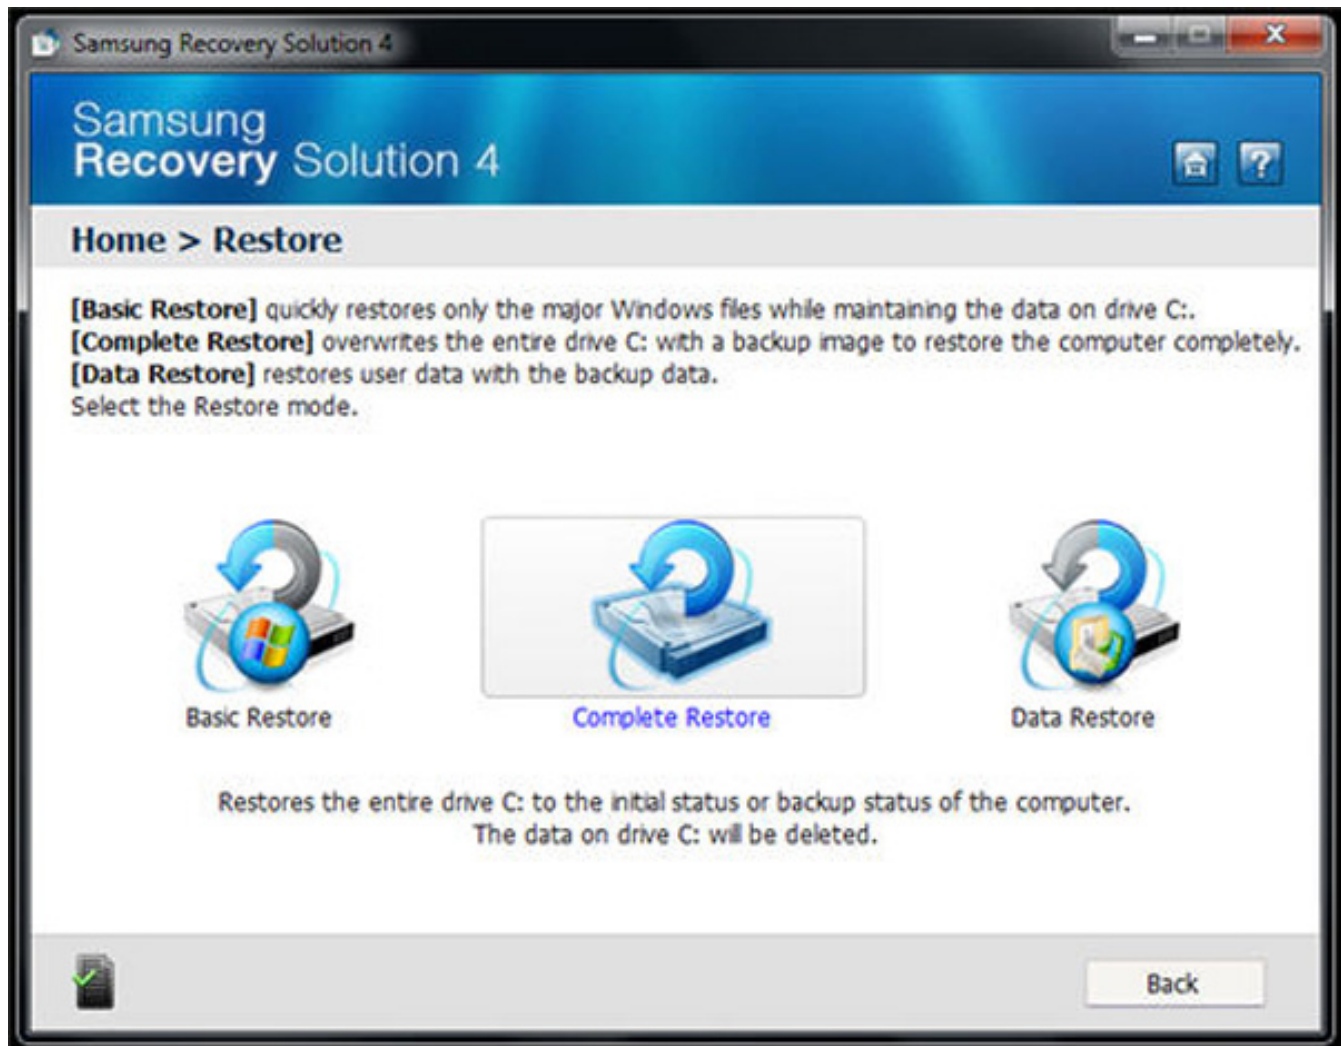 Samsung Recovery Solution 4
Samsung
Recovery Solution 4
?
Home > Restore
[Basic Restore] quickly restores only the major Windows files while maintaining the data on drive C:.
[Complete Restore] overwrites the entire drive C: with a backup image to restore the computer completely.
[Data Restore] restores user data with the backup data.
Select the Restore mode.
Basic Restore
Complete Restore
Data Restore
Restores the entire drive C: to the initial status or backup status of the computer.
The data on drive C: will be deleted.
Back